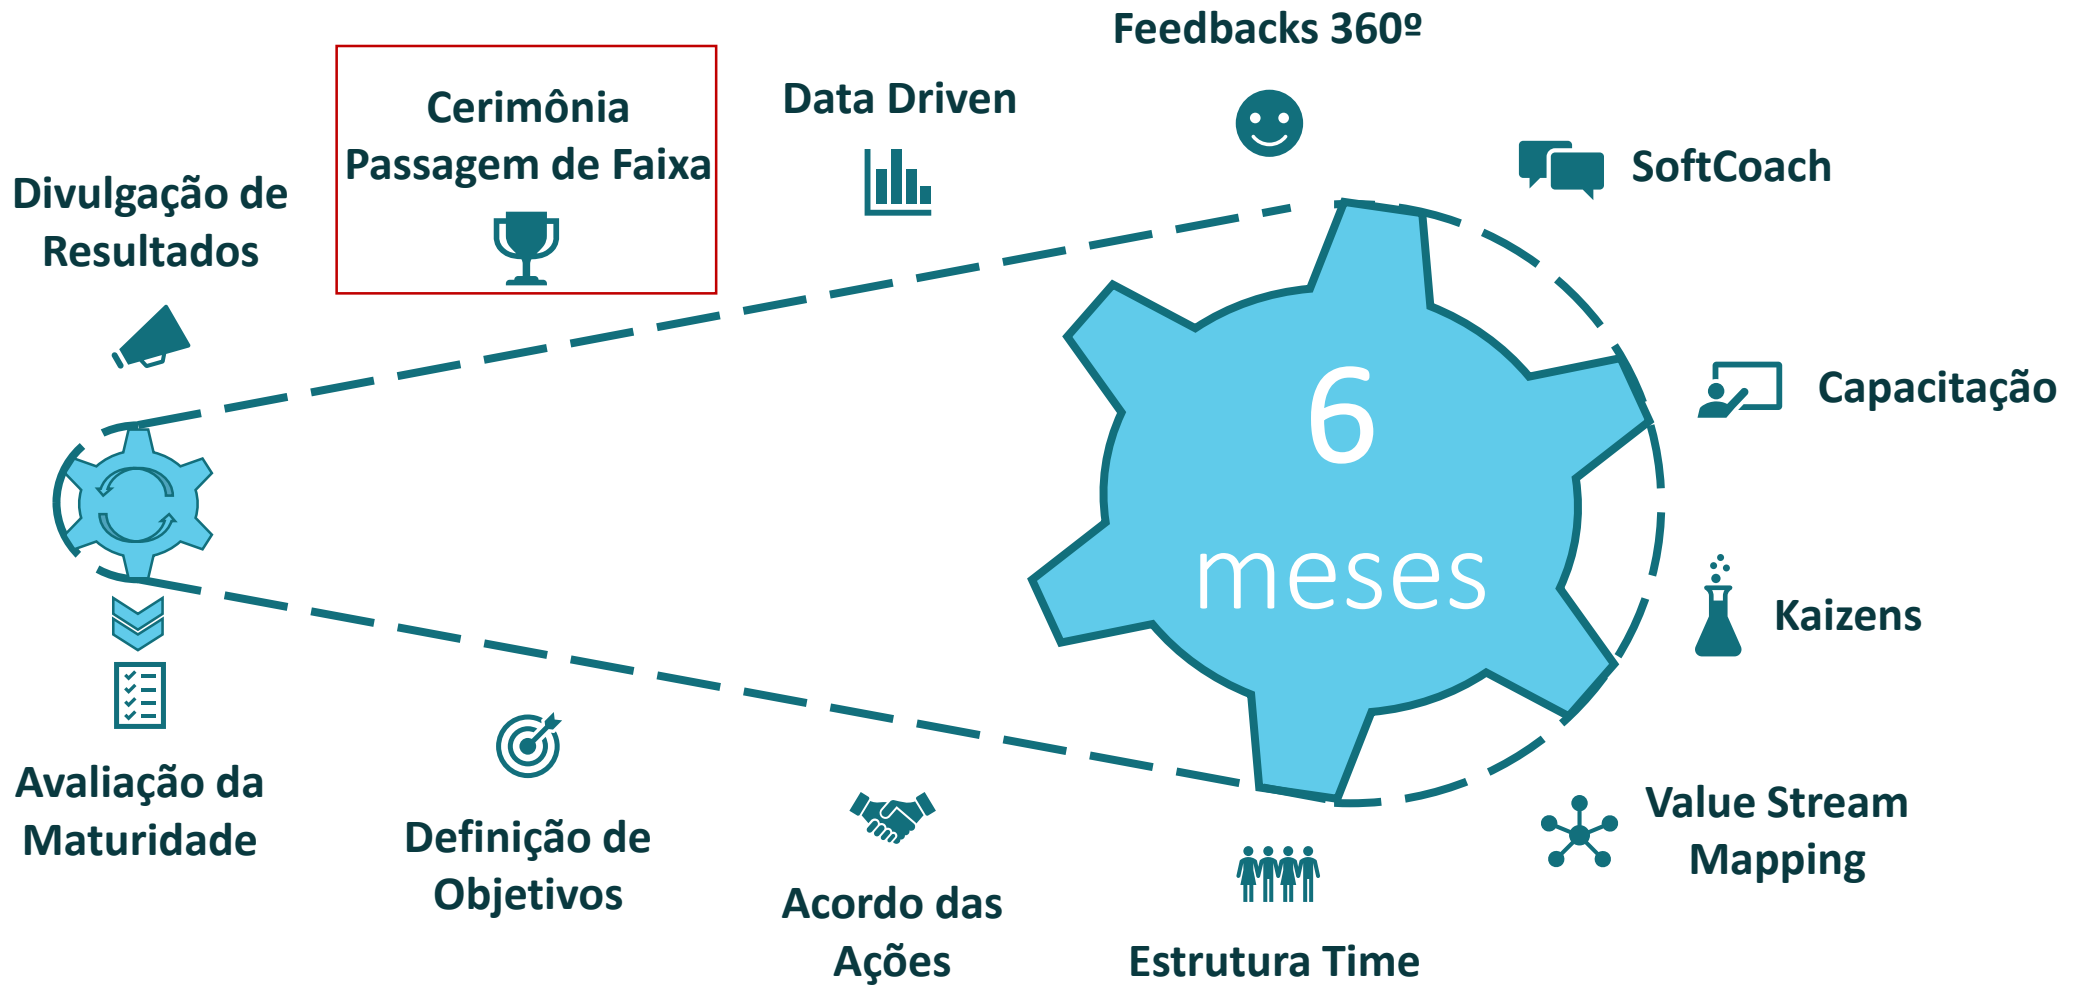 Feedbacks 360º
Cerimônia
Passagem de Faixa
Data Driven
SoftCoach
Divulgação de
Resultados
6
meses
Capacitação
Kaizens
Avaliação da
Maturidade
Definição de
Objetivos
Acordo das
Ações
Estrutura Time
Value Stream
Mapping